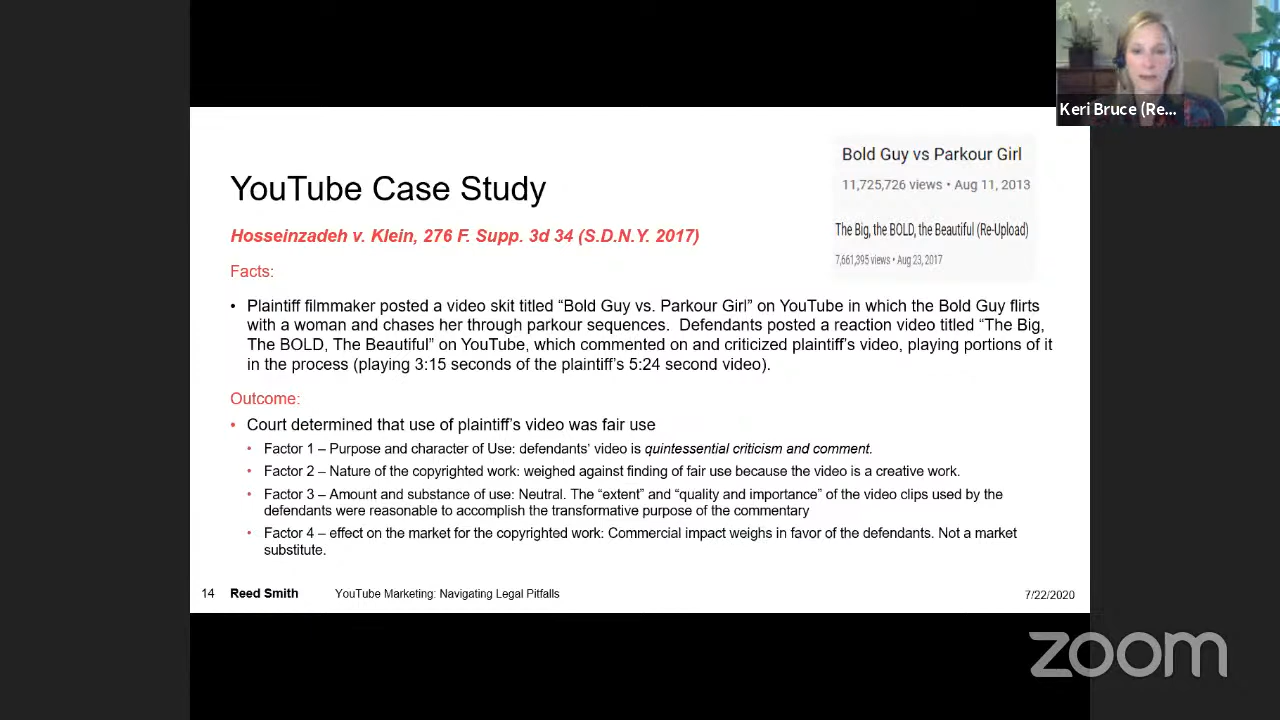 Keri Bruce (Re...
Bold Guy vs Parkour Girl
11,725,726 views • Aug 11, 2013
The Big, the BOLD, the Beautiful (Re-Upload)
7,661,395 views • Aug 23, 2017
YouTube Case Study
Hosseinzadeh v. Klein, 276 F. Supp. 3d 34 (S.D.N.Y. 2017)
Facts:
• Plaintiff filmmaker posted a video skit titled “Bold Guy vs. Parkour Girl” on YouTube in which the Bold Guy flirts
with a woman and chases her through parkour sequences. Defendants posted a reaction video titled “The Big,
The BOLD, The Beautiful” on YouTube, which commented on and criticized plaintiff’s video, playing portions of it
in the process (playing 3:15 seconds of the plaintiff’s 5:24 second video).
Outcome:
• Court determined that use of plaintiff’s video was fair use
• Factor 1 – Purpose and character of Use: defendants’ video is quintessential criticism and comment.
• Factor 2 – Nature of the copyrighted work: weighed against finding of fair use because the video is a creative work.
• Factor 3 – Amount and substance of use: Neutral. The “extent” and “quality and importance” of the video clips used by the
defendants were reasonable to accomplish the transformative purpose of the commentary
• Factor 4 – effect on the market for the copyrighted work: Commercial impact weighs in favor of the defendants. Not a market
substitute.
14 Reed Smith YouTube Marketing: Navigating Legal Pitfalls 7/22/2020
zoom